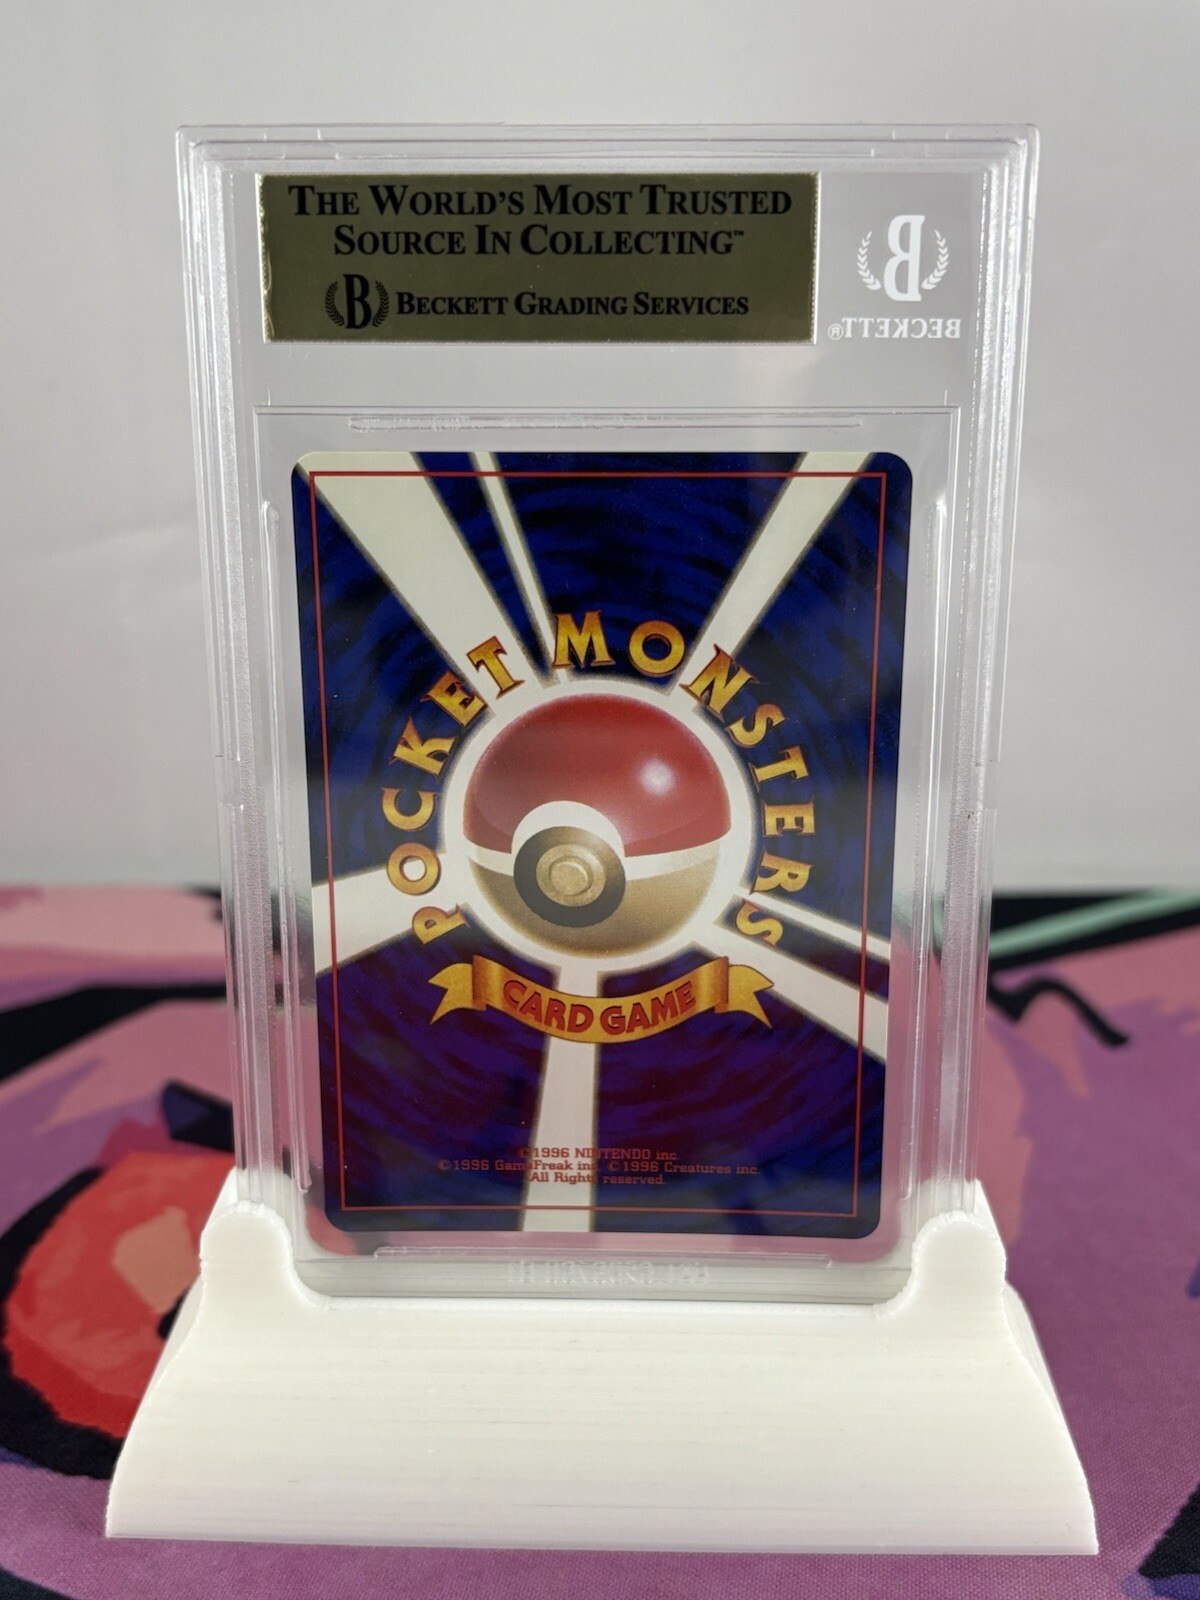 THE WORLD'S MOST TRUSTED
SOURCE IN COLLECTING™
B BECKETT GRADING SERVICES
B
BECKETT®
POCKET MONSTERS
CARD GAME
©1996 NINTENDO inc.
©1996 GameFreak inc. ©1996 Creatures inc.
All Rights reserved.